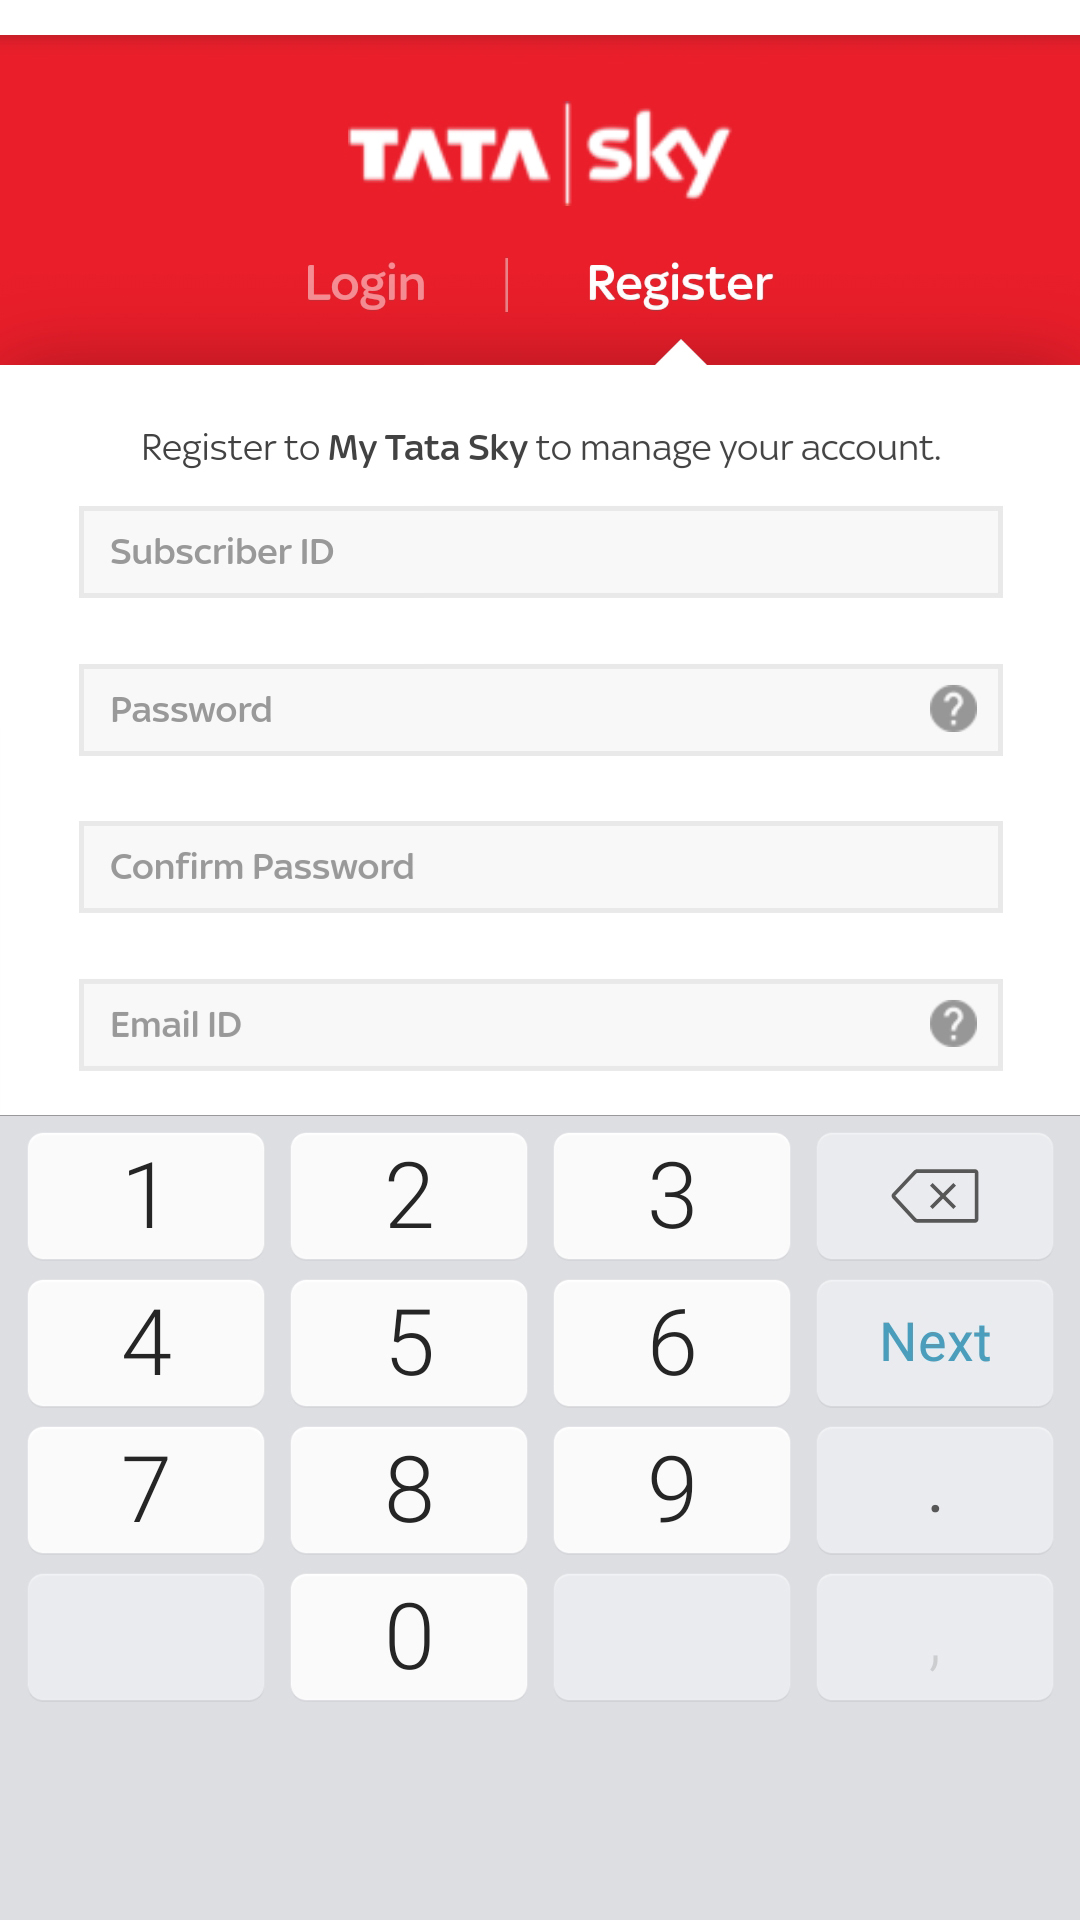 TATA | sky
Login | Register
Register to My Tata Sky to manage your account.
Subscriber ID
Password ?
Confirm Password
Email ID ?
1 2 3
4 5 6 Next
7 8 9 .
0 ,